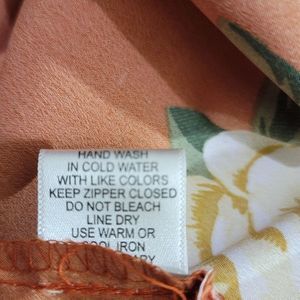 HAND WASH
IN COLD WATER
WITH LIKE COLORS
KEEP ZIPPER CLOSED
DO NOT BLEACH
LINE DRY
USE WARM OR
COOL IRON